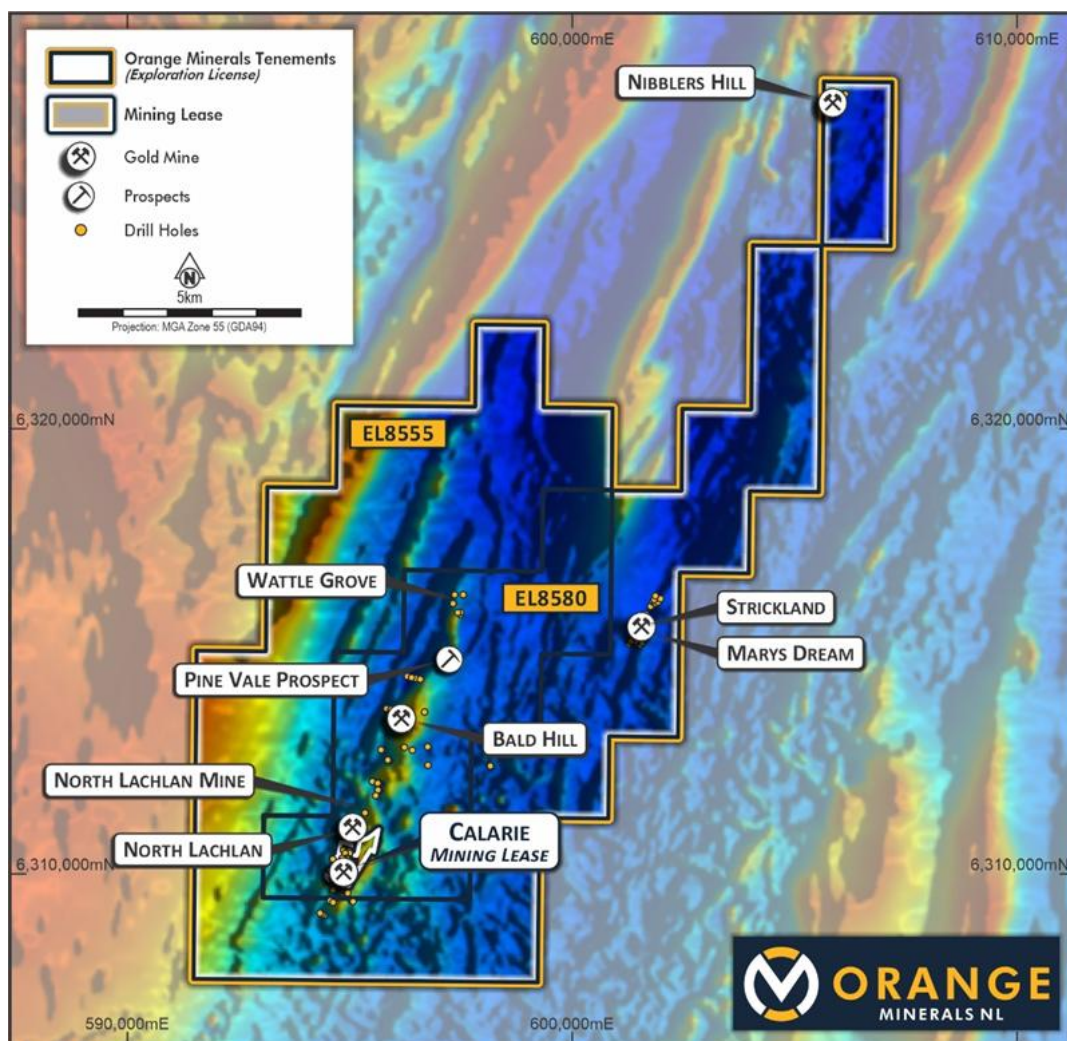 600,000mE
610,000mE
Orange Minerals Tenements
(Exploration License)
Mining Lease
Gold Mine
Prospects
Drill Holes
N
5km
Projection: MGA Zone 55 (GDA94)
NIBBLERS HILL
6,320,000mN
6,320,000mN
EL8555
WATTLE GROVE
EL8580
STRICKLAND
MARYS DREAM
PINE VALE PROSPECT
BALD HILL
NORTH LACHLAN MINE
NORTH LACHLAN
CALARIE
MINING LEASE
6,310,000mN
6,310,000mN
ORANGE
MINERALS NL
590,000mE
600,000mE